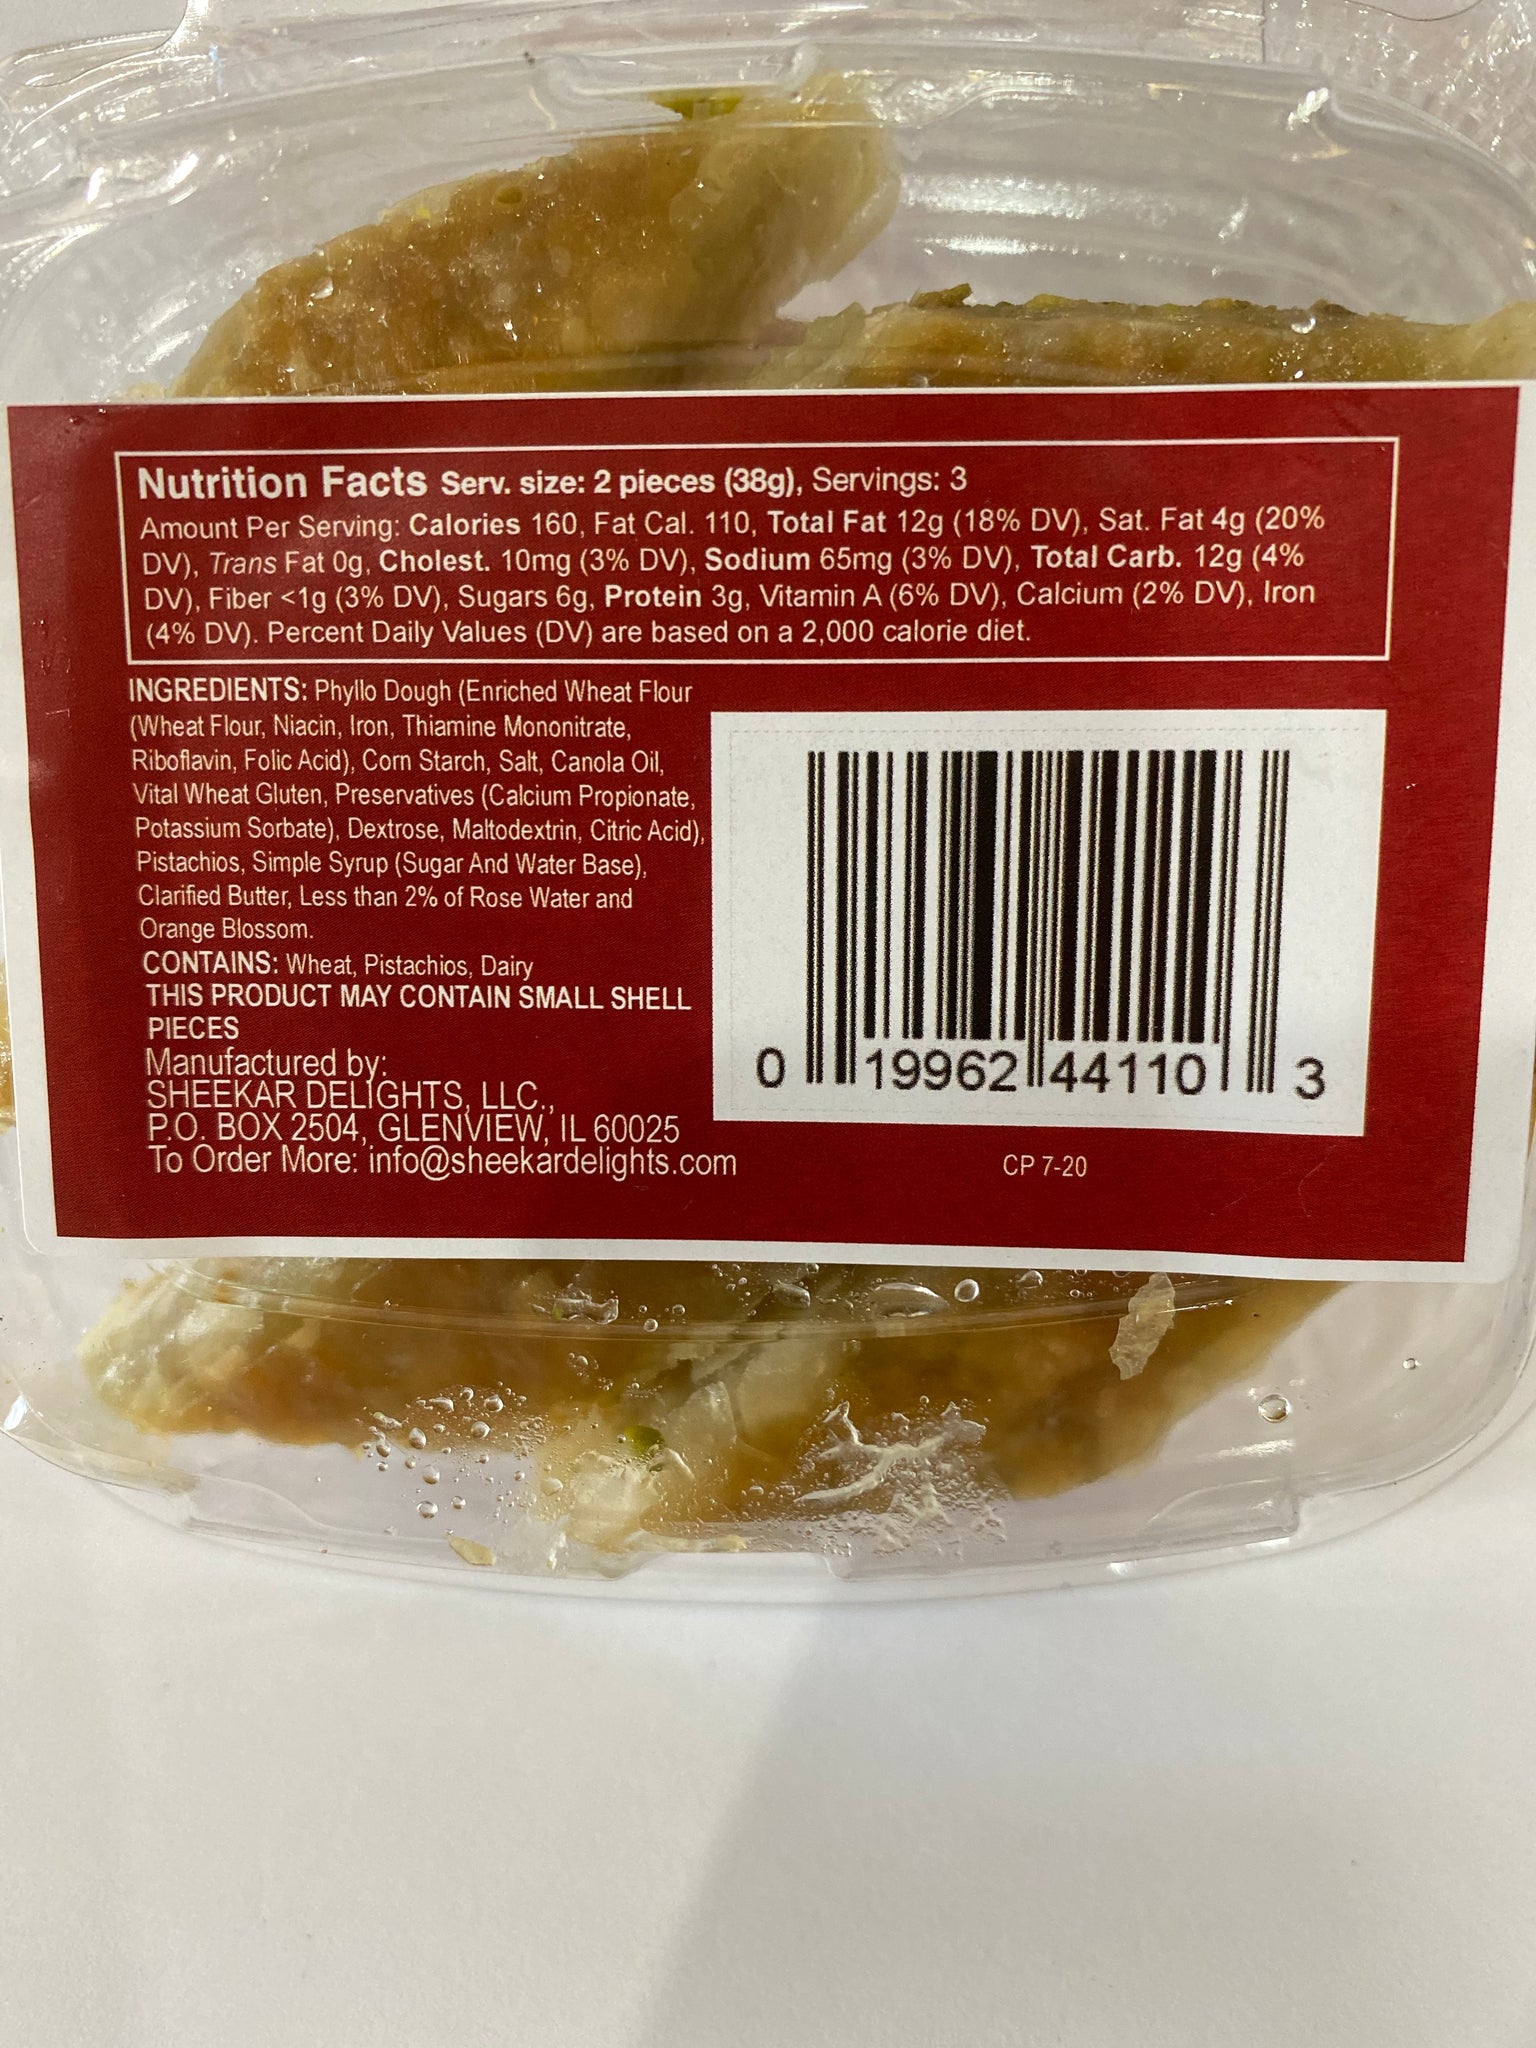 Nutrition Facts Serv. size: 2 pieces (38g), Servings: 3
Amount Per Serving: Calories 160, Fat Cal. 110, Total Fat 12g (18% DV), Sat. Fat 4g (20%
DV), Trans Fat 0g, Cholest. 10mg (3% DV), Sodium 65mg (3% DV), Total Carb. 12g (4%
DV), Fiber <1g (3% DV), Sugars 6g, Protein 3g, Vitamin A (6% DV), Calcium (2% DV), Iron
(4% DV). Percent Daily Values (DV) are based on a 2,000 calorie diet.
INGREDIENTS: Phyllo Dough (Enriched Wheat Flour
(Wheat Flour, Niacin, Iron, Thiamine Mononitrate,
Riboflavin, Folic Acid), Corn Starch, Salt, Canola Oil,
Vital Wheat Gluten, Preservatives (Calcium Propionate,
Potassium Sorbate), Dextrose, Maltodextrin, Citric Acid),
Pistachios, Simple Syrup (Sugar And Water Base),
Clarified Butter, Less than 2% of Rose Water and
Orange Blossom.
CONTAINS: Wheat, Pistachios, Dairy
THIS PRODUCT MAY CONTAIN SMALL SHELL
PIECES
Manufactured by:
SHEEKAR DELIGHTS, LLC.,
P.O. BOX 2504, GLENVIEW, IL 60025
To Order More: info@sheekardelights.com
0 19962 44110 3
CP 7-20